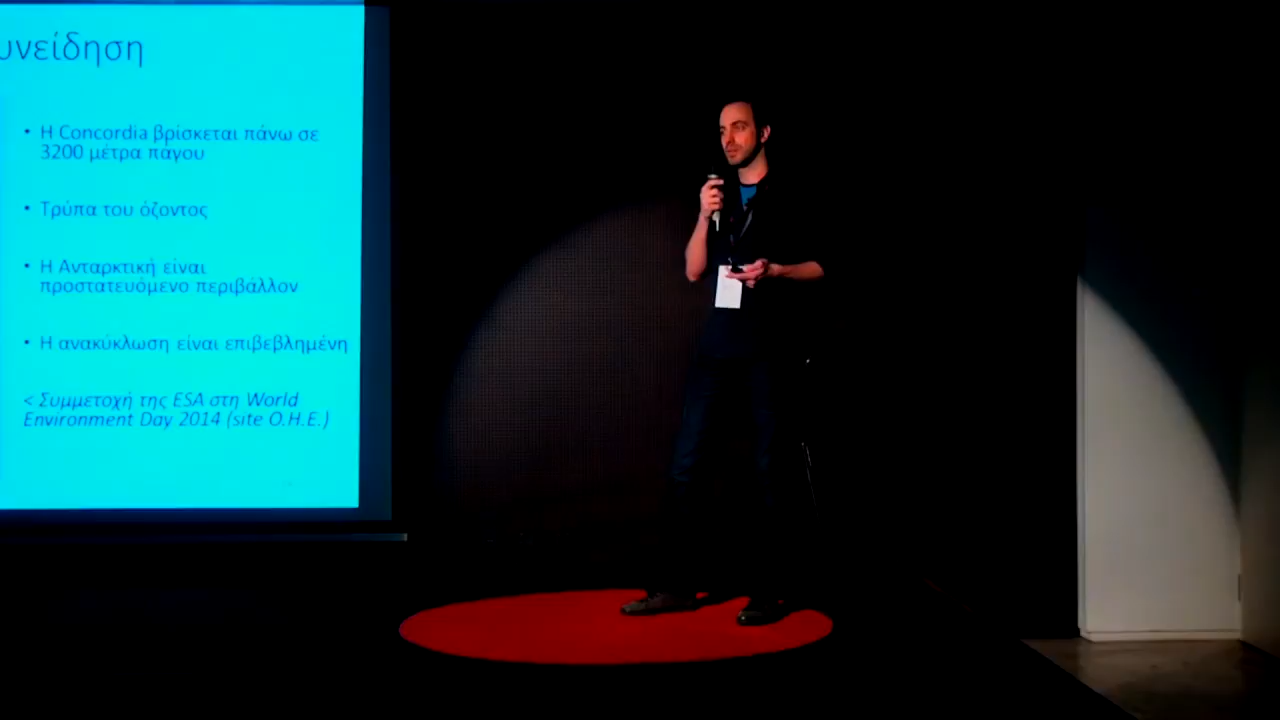 υνείδηση
• Η Concordia βρίσκεται πάνω σε
3200 μέτρα πάγου
• Τρύπα του όζοντος
• Η Ανταρκτική είναι
προστατευόμενο περιβάλλον
• Η ανακύκλωση είναι επιβεβλημένη
< Συμμετοχή της ESA στη World
Environment Day 2014 (site Ο.Η.Ε.)